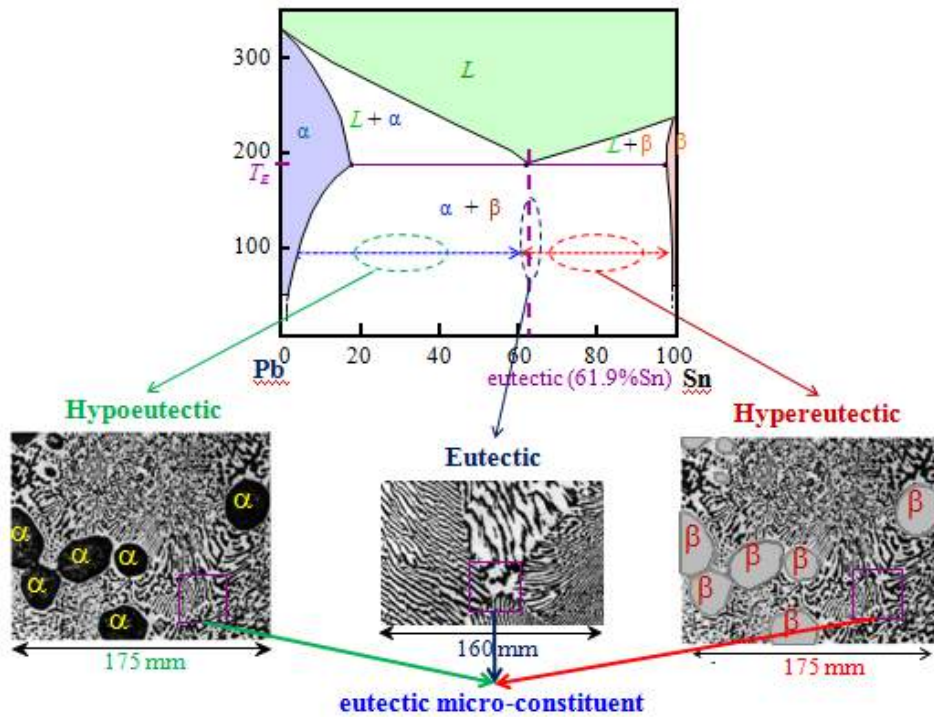 300
L
L + α
α
L + β
β
200
T_E
α + β
100
0
20
40
60
80
100
Pb
eutectic (61.9%Sn)
Sn
Hypoeutectic
Hypereutectic
Eutectic
α
α
α
α
α
α
β
β
β
β
β
β
175 mm
160 mm
175 mm
eutectic micro-constituent